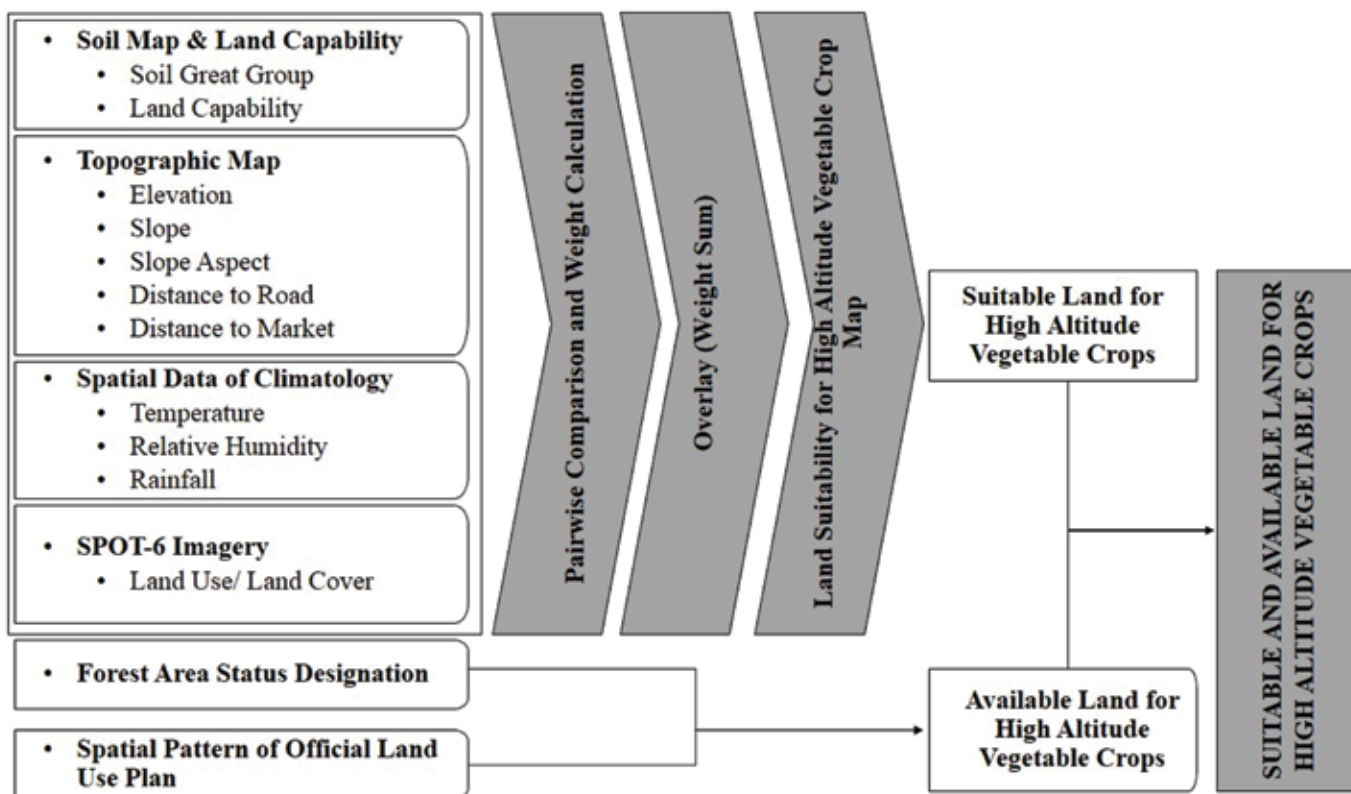 • Soil Map & Land Capability
• Soil Great Group
• Land Capability
• Topographic Map
• Elevation
• Slope
• Slope Aspect
• Distance to Road
• Distance to Market
• Spatial Data of Climatology
• Temperature
• Relative Humidity
• Rainfall
• SPOT-6 Imagery
• Land Use/ Land Cover
• Forest Area Status Designation
• Spatial Pattern of Official Land
Use Plan
Pairwise Comparison and Weight Calculation
Overlay (Weight Sum)
Land Suitability for High Altitude Vegetable Crop
Map
Suitable Land for
High Altitude
Vegetable Crops
Available Land for
High Altitude
Vegetable Crops
SUITABLE AND AVAILABLE LAND FOR
HIGH ALTITUDE VEGETABLE CROPS